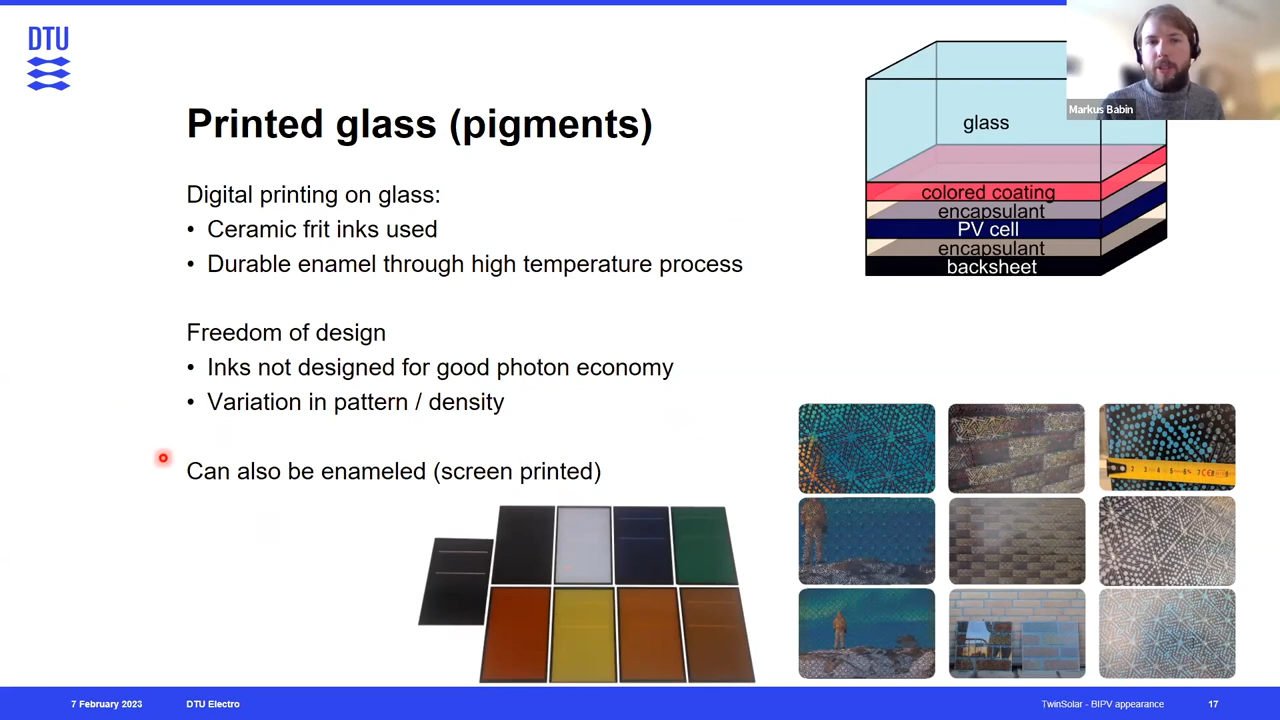 DTU
Markus Babin
Printed glass (pigments)
Digital printing on glass:
• Ceramic frit inks used
• Durable enamel through high temperature process
Freedom of design
• Inks not designed for good photon economy
• Variation in pattern / density
Can also be enameled (screen printed)
glass
colored coating
encapsulant
PV cell
encapsulant
backsheet
7 February 2023
DTU Electro
TwinSolar - BIPV appearance
17